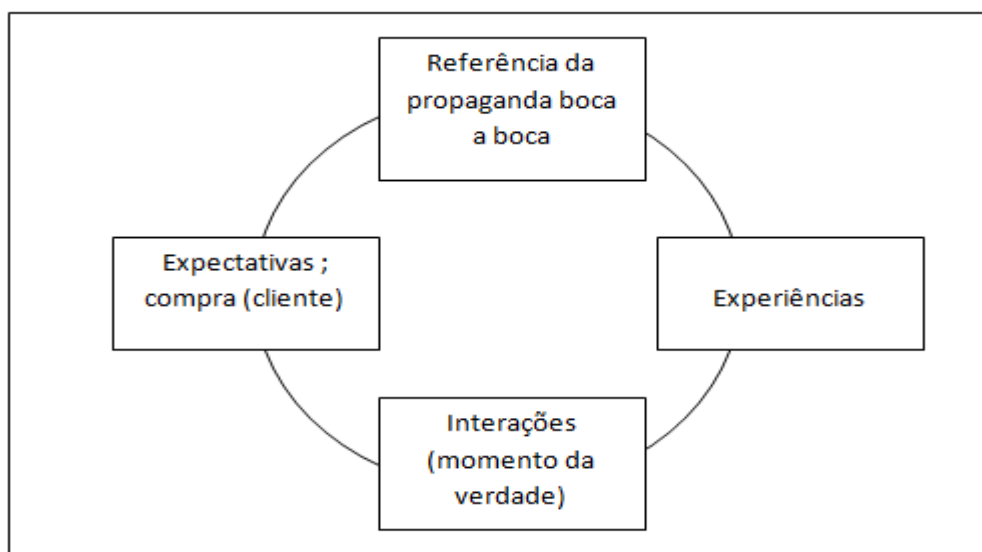 Referência da
propaganda boca
a boca
Expectativas ;
compra (cliente)
Experiências
Interações
(momento da
verdade)